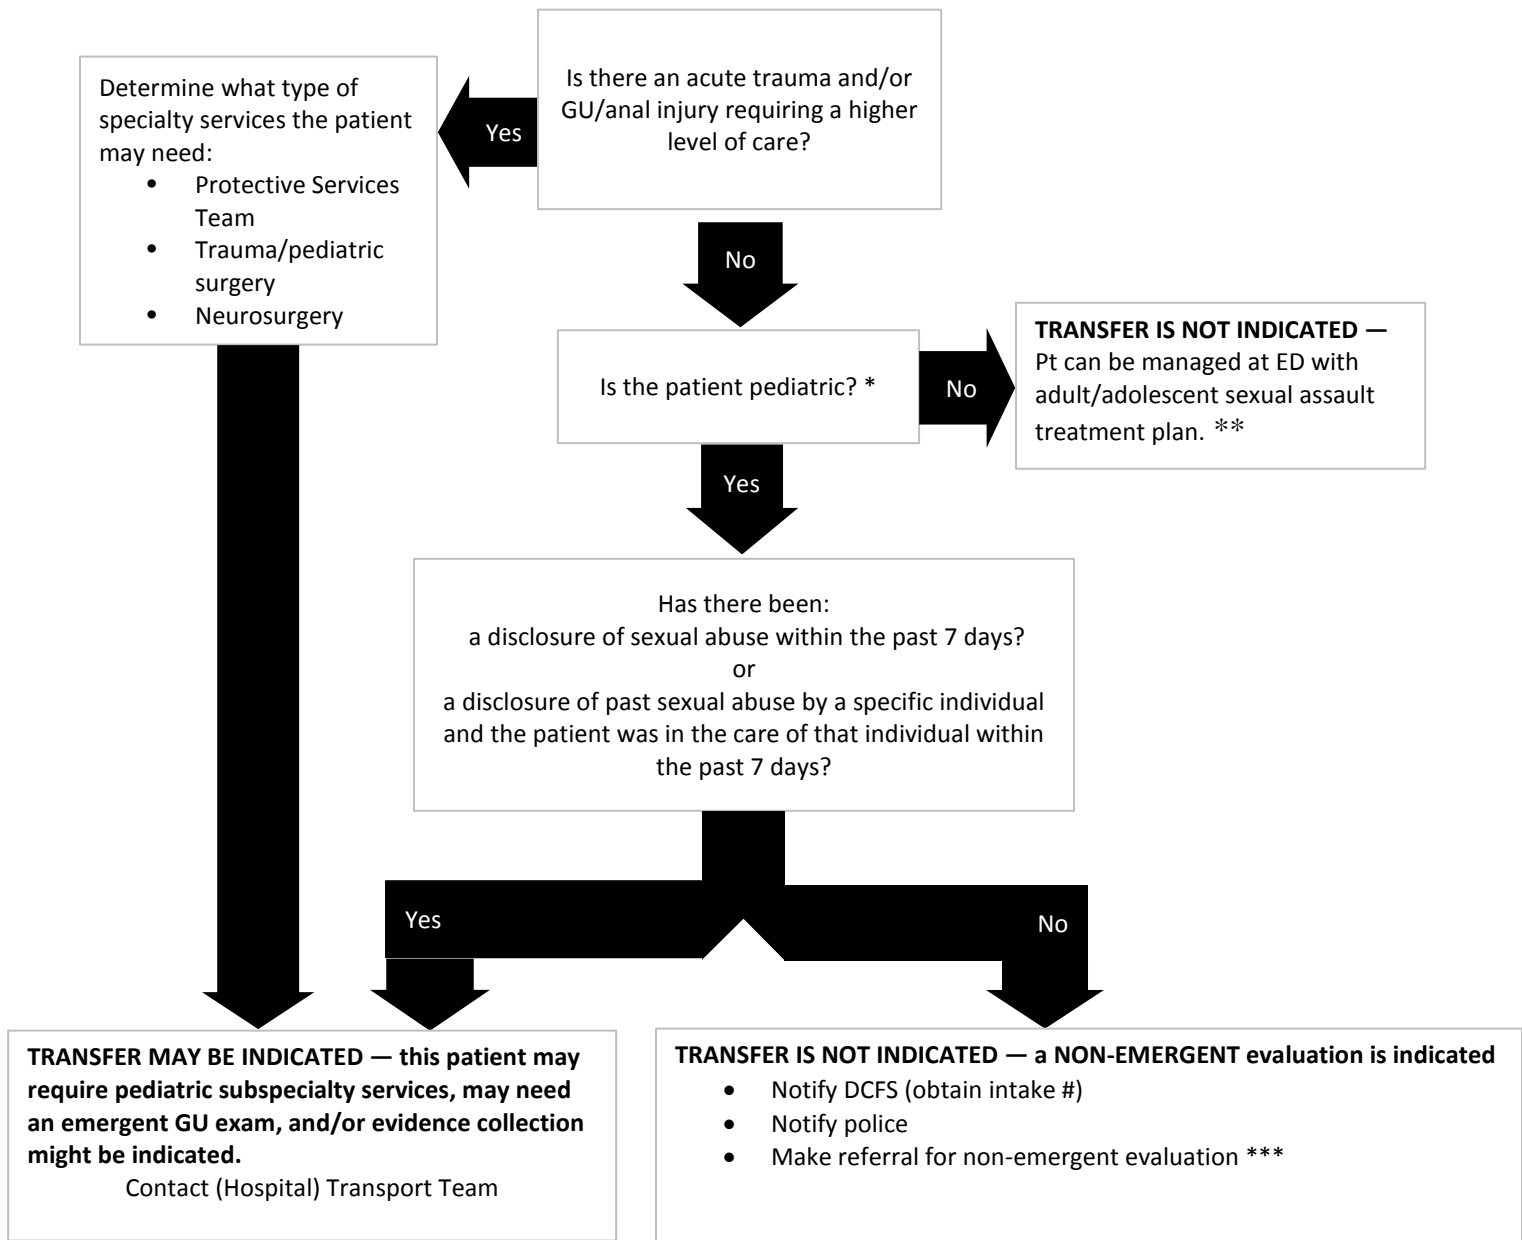 Is there an acute trauma and/or
GU/anal injury requiring a higher
level of care?
Yes
Determine what type of
specialty services the patient
may need:
• Protective Services
Team
• Trauma/pediatric
surgery
• Neurosurgery
No
Is the patient pediatric? *
No
TRANSFER IS NOT INDICATED —
Pt can be managed at ED with
adult/adolescent sexual assault
treatment plan. **
Yes
Has there been:
a disclosure of sexual abuse within the past 7 days?
or
a disclosure of past sexual abuse by a specific individual
and the patient was in the care of that individual within
the past 7 days?
Yes
No
TRANSFER MAY BE INDICATED — this patient may
require pediatric subspecialty services, may need
an emergent GU exam, and/or evidence collection
might be indicated.
Contact (Hospital) Transport Team
TRANSFER IS NOT INDICATED — a NON-EMERGENT evaluation is indicated
• Notify DCFS (obtain intake #)
• Notify police
• Make referral for non-emergent evaluation ***